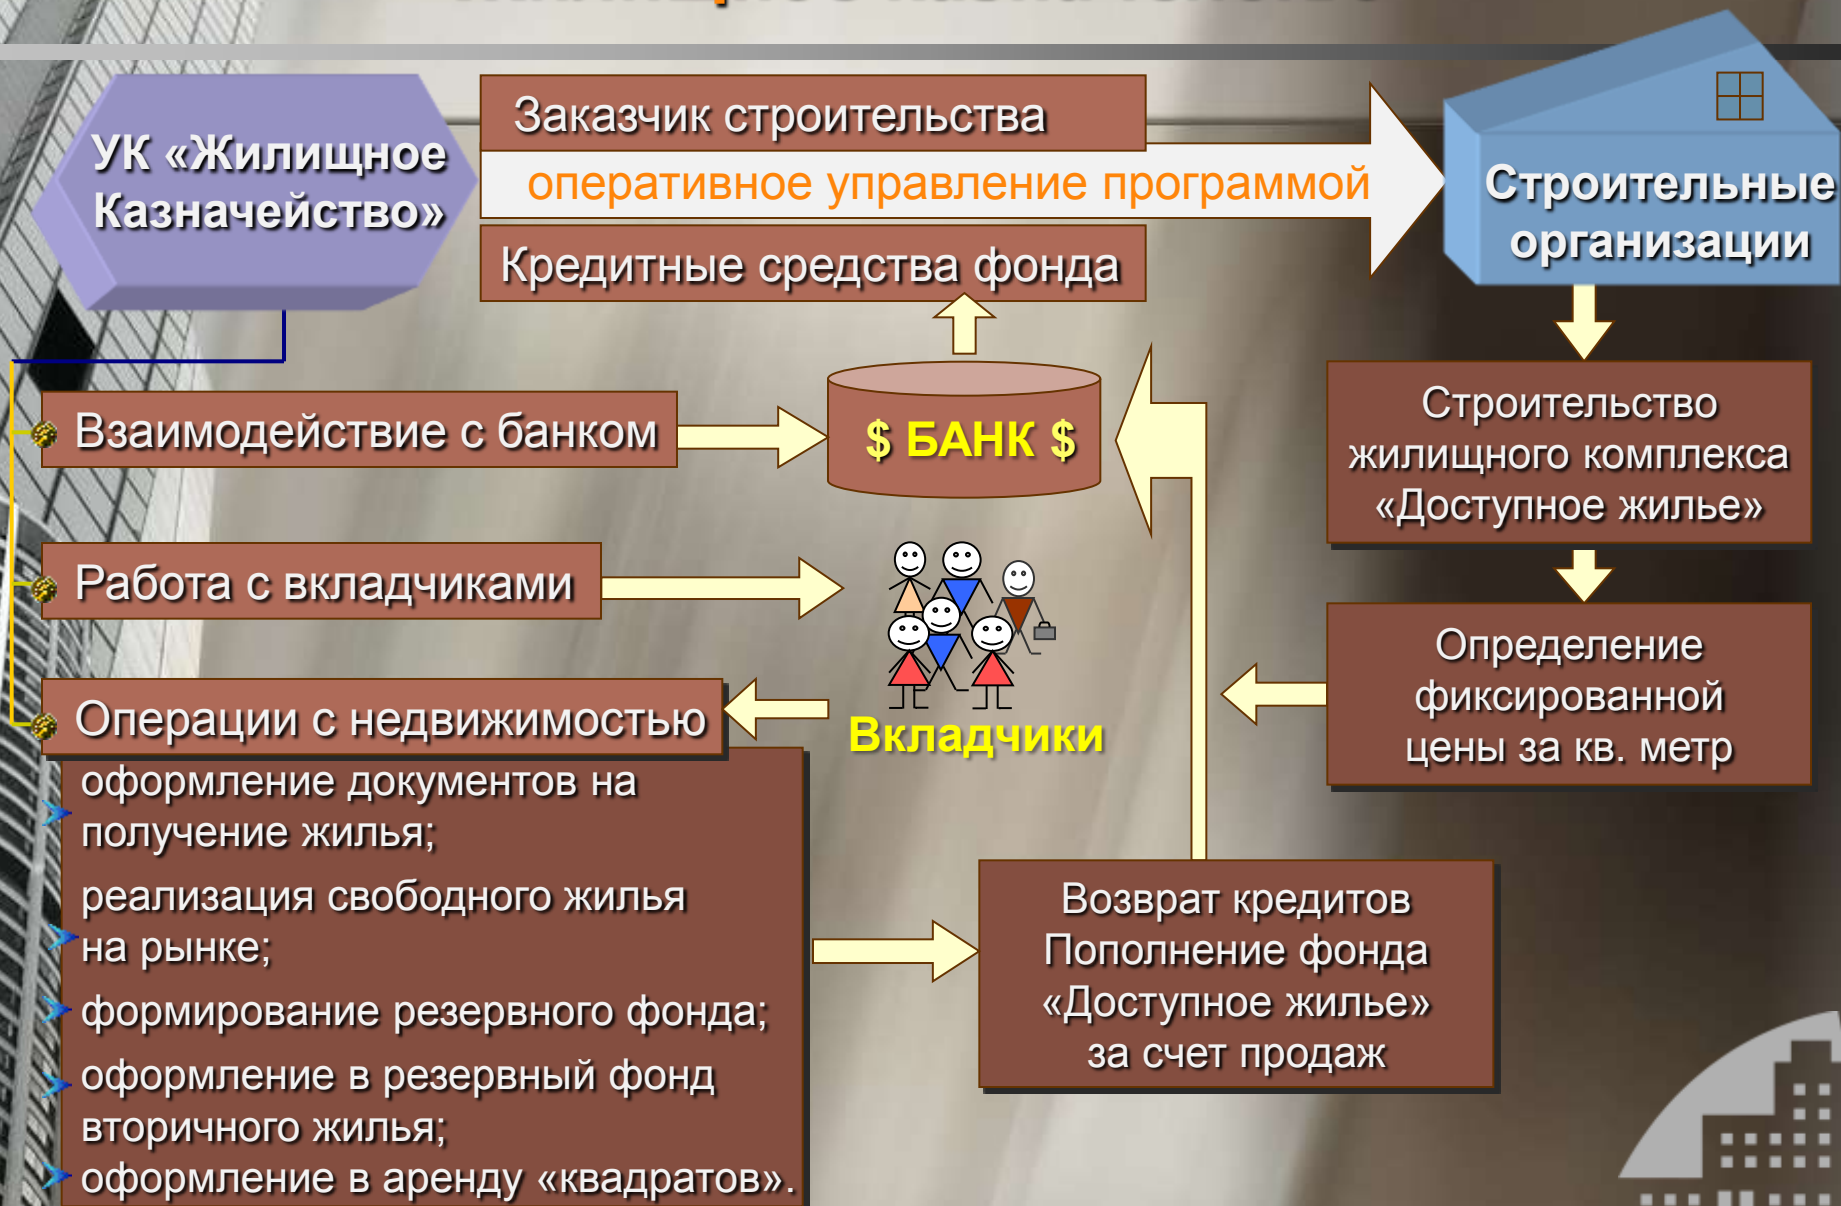 УК «Жилищное
Казначейство»
Заказчик строительства
оперативное управление программой
Кредитные средства фонда
Строительные
организации
Взаимодействие с банком
$ БАНК $
Строительство
жилищного комплекса
«Доступное жилье»
Работа с вкладчиками
Вкладчики
Определение
фиксированной
цены за кв. метр
Операции с недвижимостью
оформление документов на
получение жилья;
реализация свободного жилья
на рынке;
формирование резервного фонда;
оформление в резервный фонд
вторичного жилья;
оформление в аренду «квадратов».
Возврат кредитов
Пополнение фонда
«Доступное жилье»
за счет продаж